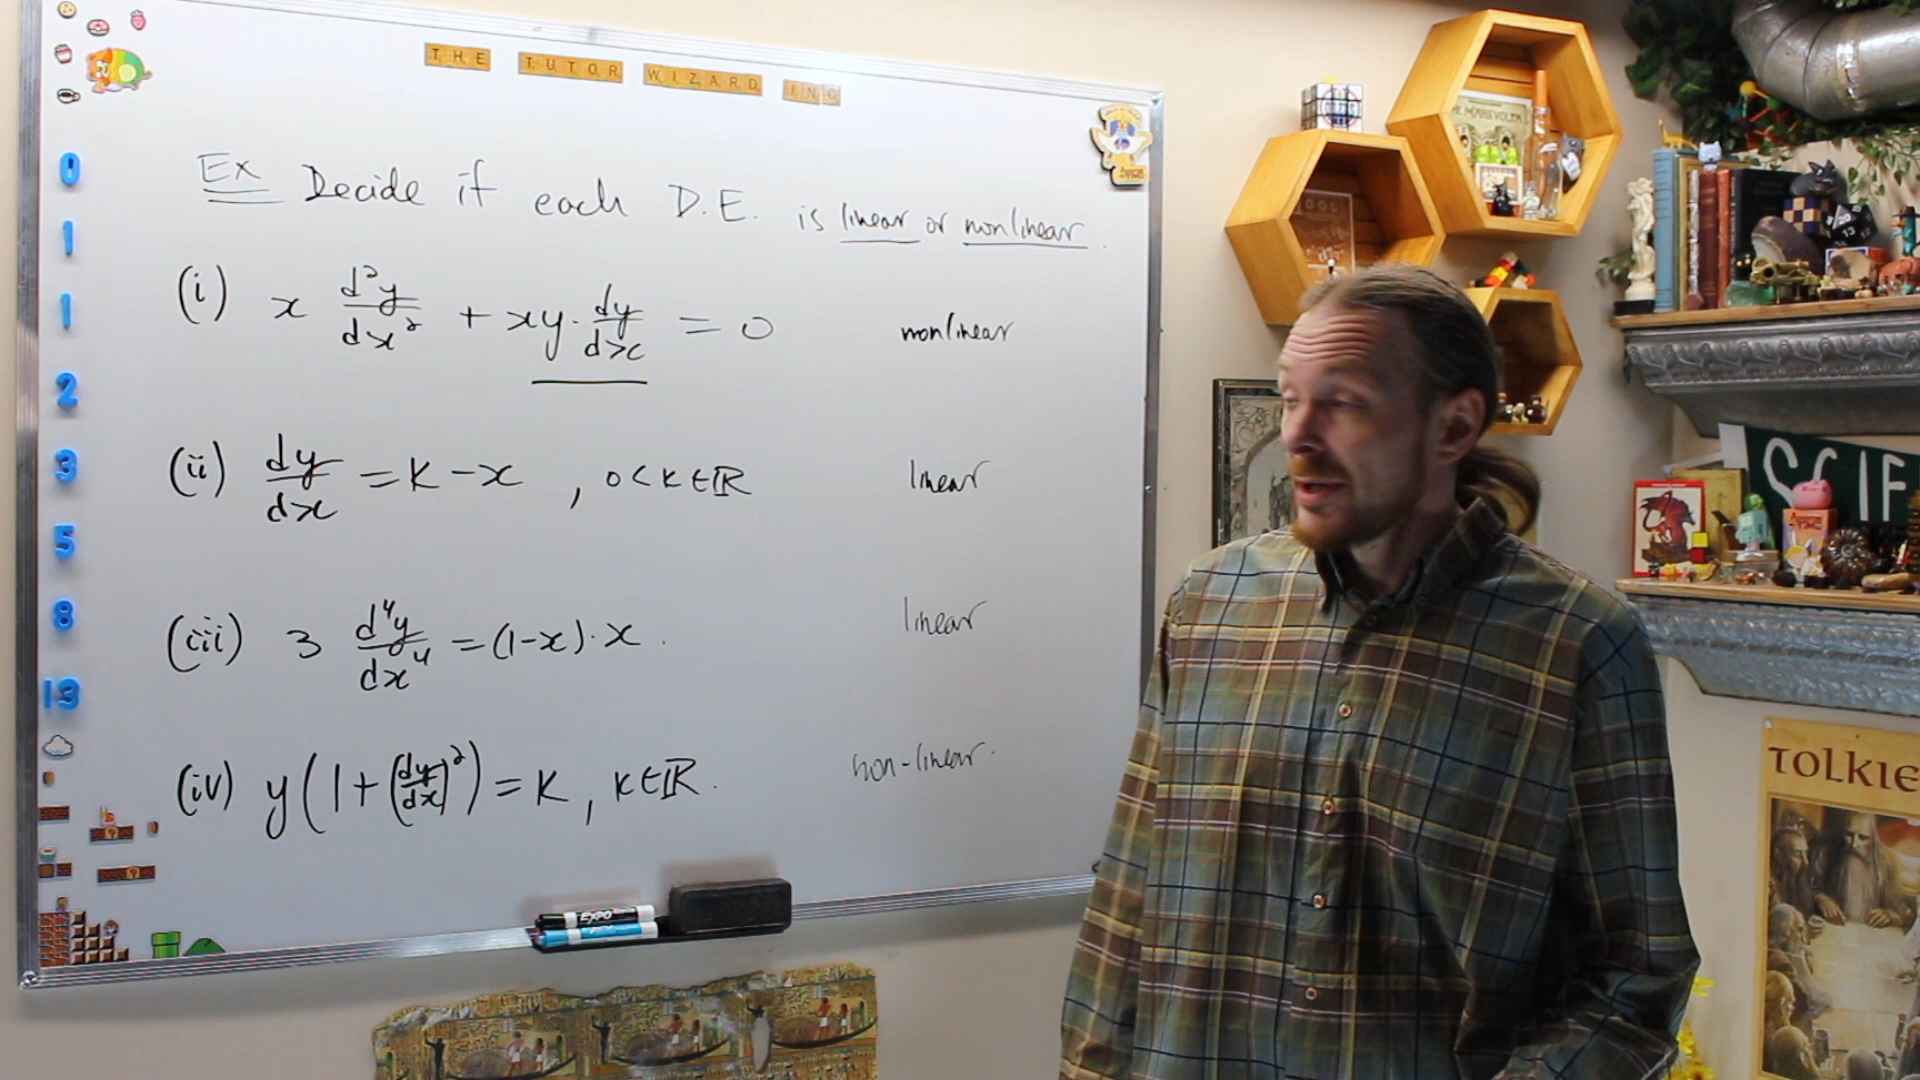 THE TUTOR WIZARD INC
Ex Decide if each D.E. is linear or nonlinear.
(i) x d²y/dx² + xy·dy/dx = 0 nonlinear
(ii) dy/dx = K - x , 0<K∈ℝ linear
(iii) 3 d⁴y/dx⁴ = (1-x)·x. linear
(iv) y(1+(dy/dx)²) = K, K∈ℝ. non-linear.
0
1
1
2
3
5
8
13
EXPO
SCIF
TOLKIE